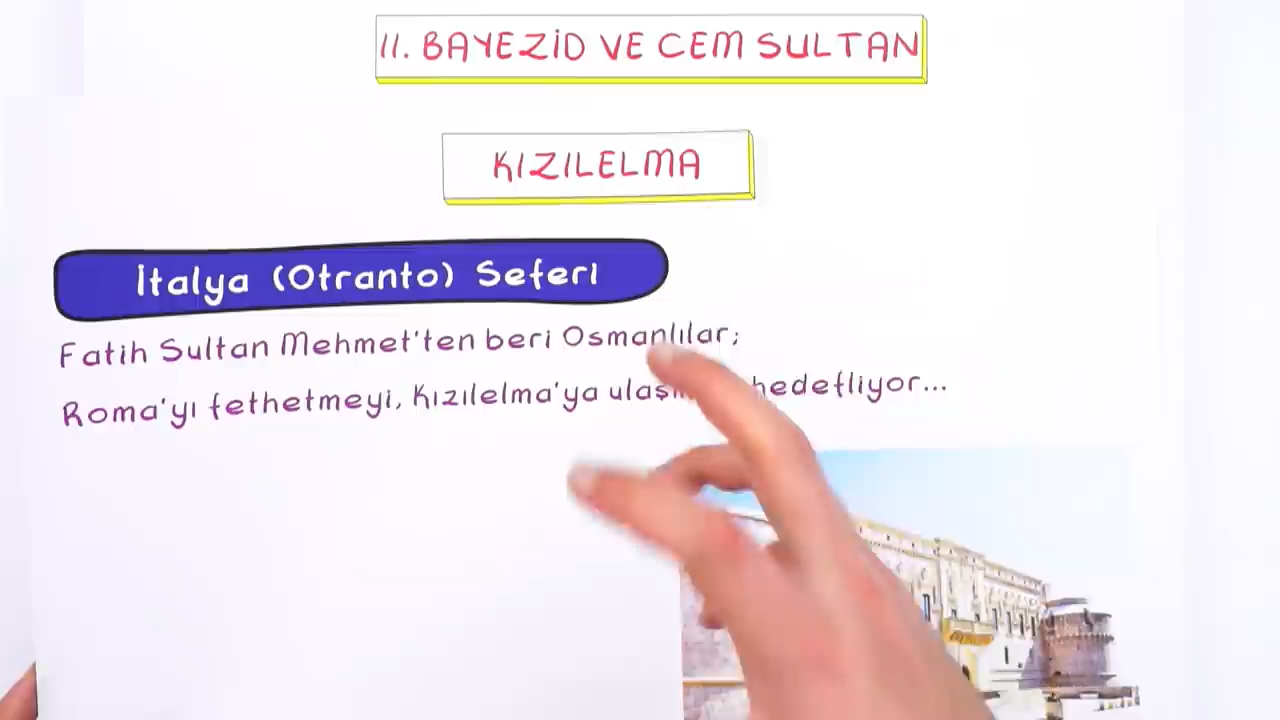 II. BAYEZİD VE CEM SULTAN
KIZILELMA
İtalya (Otranto) Seferi
Fatih Sultan Mehmet'ten beri Osmanlılar;
Roma'yı fethetmeyi, Kızılelma'ya hedefliyor...